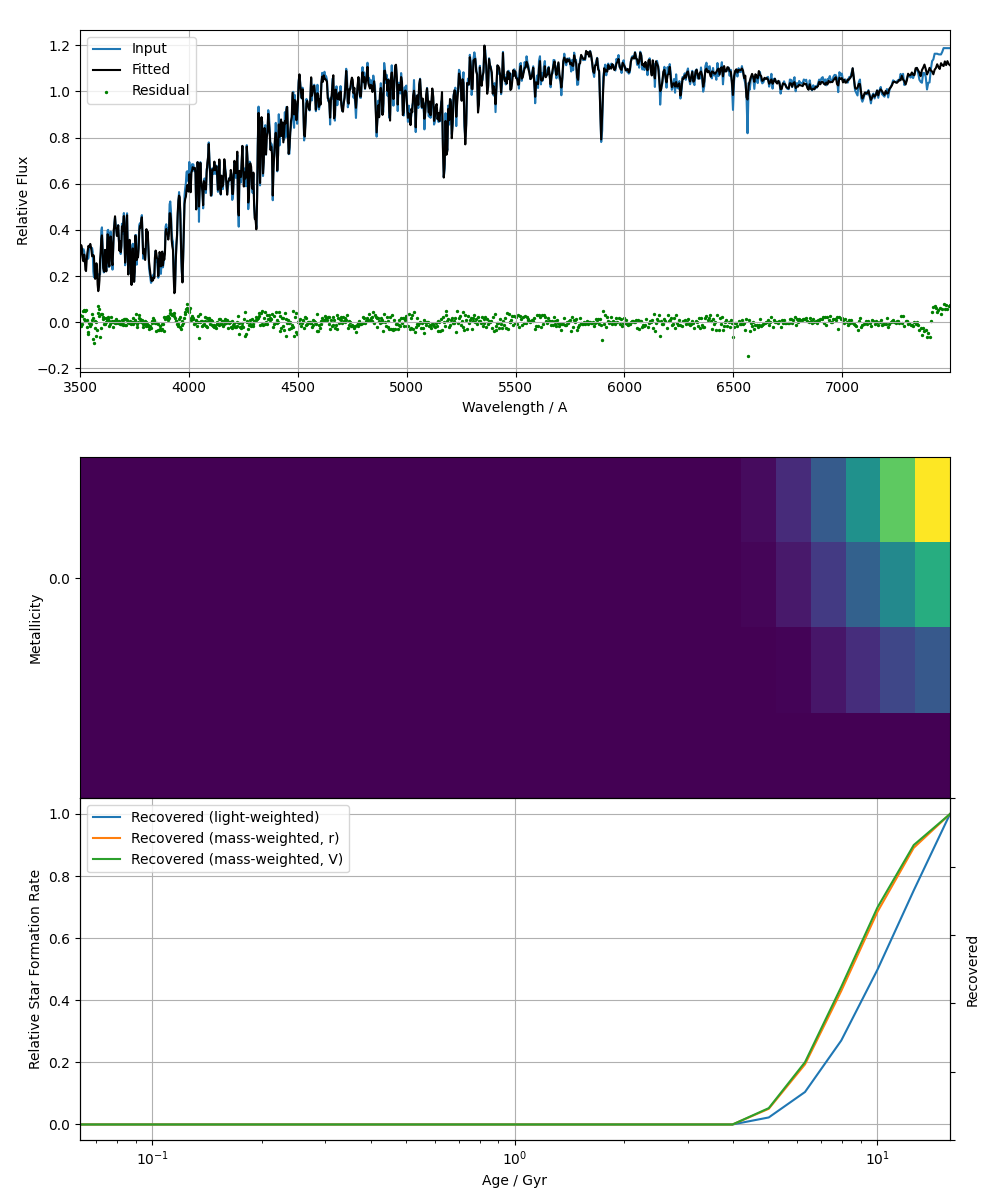 1.2
1.0
0.8
0.6
0.4
0.2
0.0
−0.2
Relative Flux
Input
Fitted
Residual
3500
4000
4500
5000
5500
6000
6500
7000
Wavelength / A
0.0
Metallicity
1.0
0.8
0.6
0.4
0.2
0.0
Relative Star Formation Rate
Recovered (light-weighted)
Recovered (mass-weighted, r)
Recovered (mass-weighted, V)
Recovered
10⁻¹
10⁰
10¹
Age / Gyr